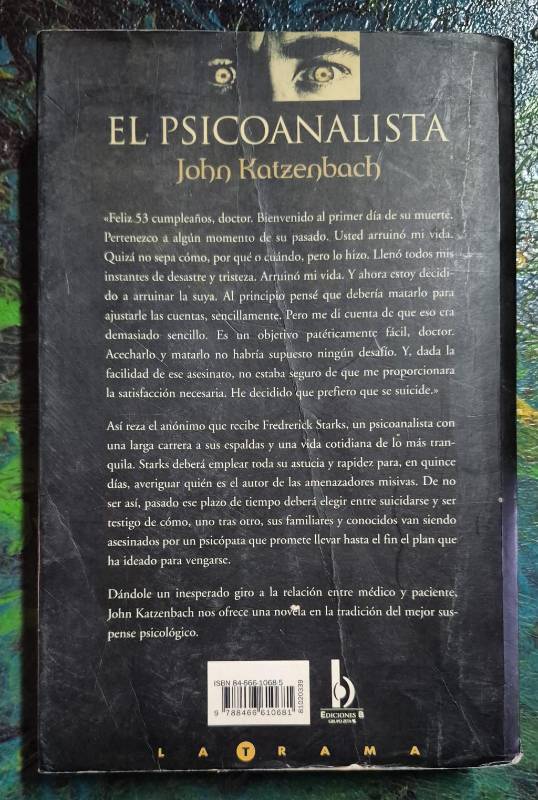 EL PSICOANALISTA
John Katzenbach
«Feliz 53 cumpleaños, doctor. Bienvenido al primer día de su muerte.
Pertenezco a algún momento de su pasado. Usted arruinó mi vida.
Quizá no sepa cómo, por qué o cuándo, pero lo hizo. Llenó todos mis
instantes de desastre y tristeza. Arruinó mi vida. Y ahora estoy decidi-
do a arruinar la suya. Al principio pensé que debería matarlo para
ajustarle las cuentas, sencillamente. Pero me di cuenta de que eso era
demasiado sencillo. Es un objetivo patéticamente fácil, doctor.
Acecharlo y matarlo no habría supuesto ningún desafío. Y, dada la
facilidad de ese asesinato, no estaba seguro de que me proporcionara
la satisfacción necesaria. He decidido que prefiero que se suicide.»
Así reza el anónimo que recibe Fredrerick Starks, un psicoanalista con
una larga carrera a sus espaldas y una vida cotidiana de lo más tran-
quila. Starks deberá emplear toda su astucia y rapidez para, en quince
días, averiguar quién es el autor de las amenazadores misivas. De no
ser así, pasado ese plazo de tiempo deberá elegir entre suicidarse y ser
testigo de cómo, uno tras otro, sus familiares y conocidos van siendo
asesinados por un psicópata que promete llevar hasta el fin el plan que
ha ideado para vengarse.
Dándole un inesperado giro a la relación entre médico y paciente,
John Katzenbach nos ofrece una novela en la tradición del mejor sus-
pense psicológico.
ISBN 84-666-1068-5
9 788466 610681
81020339
b
EDICIONES B
GRUPO ZETA
LA TRAMA